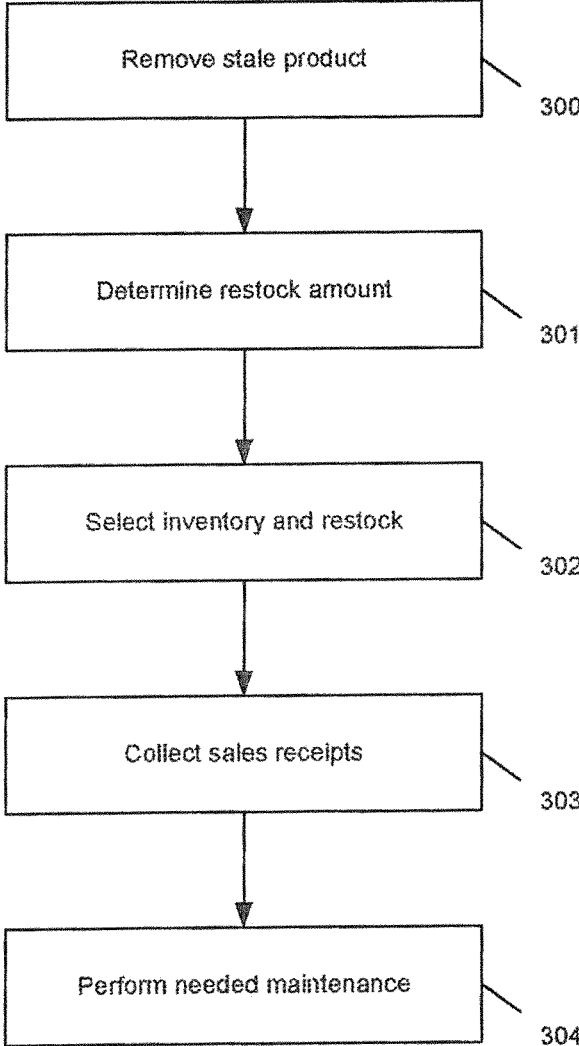 Remove stale product
300
Determine restock amount
301
Select inventory and restock
302
Collect sales receipts
303
Perform needed maintenance
304